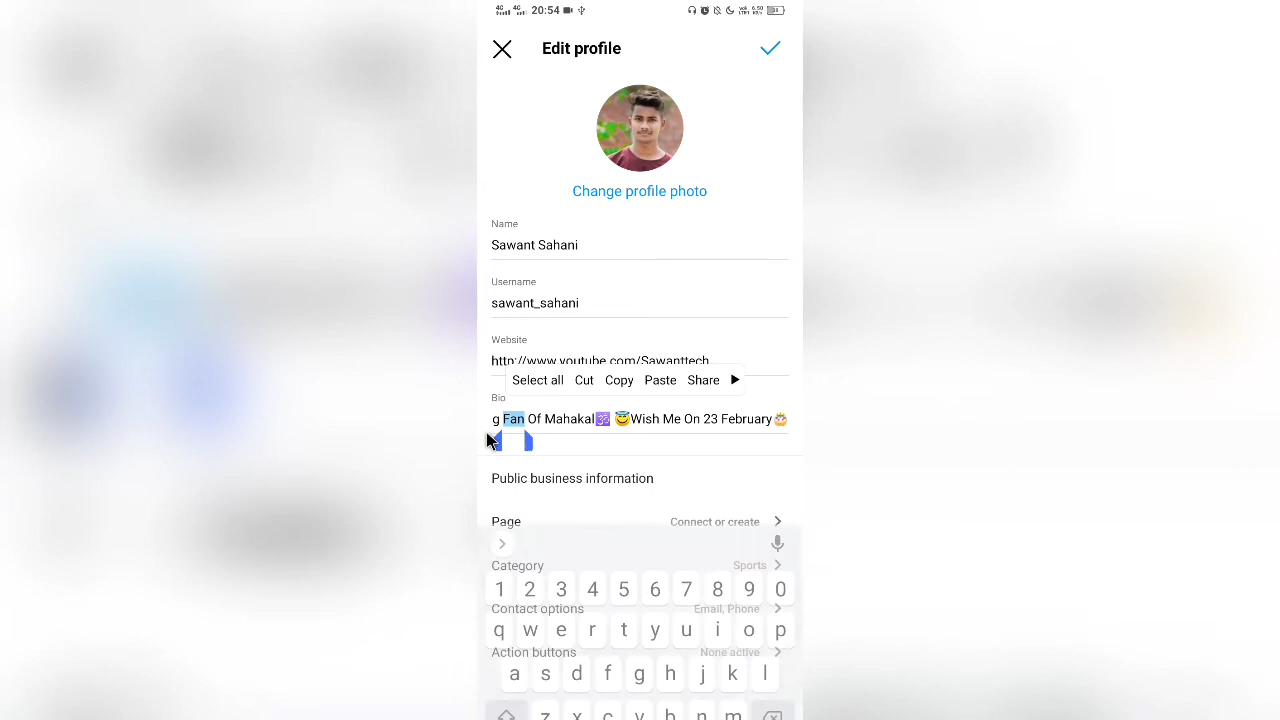 4G 4G 20:54
Edit profile
Change profile photo
Name
Sawant Sahani
Username
sawant_sahani
Website
http://www.youtube.com/Sawanttech
Select all Cut Copy Paste Share
Bio
g Fan Of Mahakal🕉 😇Wish Me On 23 February🎂
Public business information
Page Connect or create
Category Sports
1 2 3 4 5 6 7 8 9 0
Contact options Email, Phone
q w e r t y u i o p
Action buttons None active
a s d f g h j k l
z x c v b n m